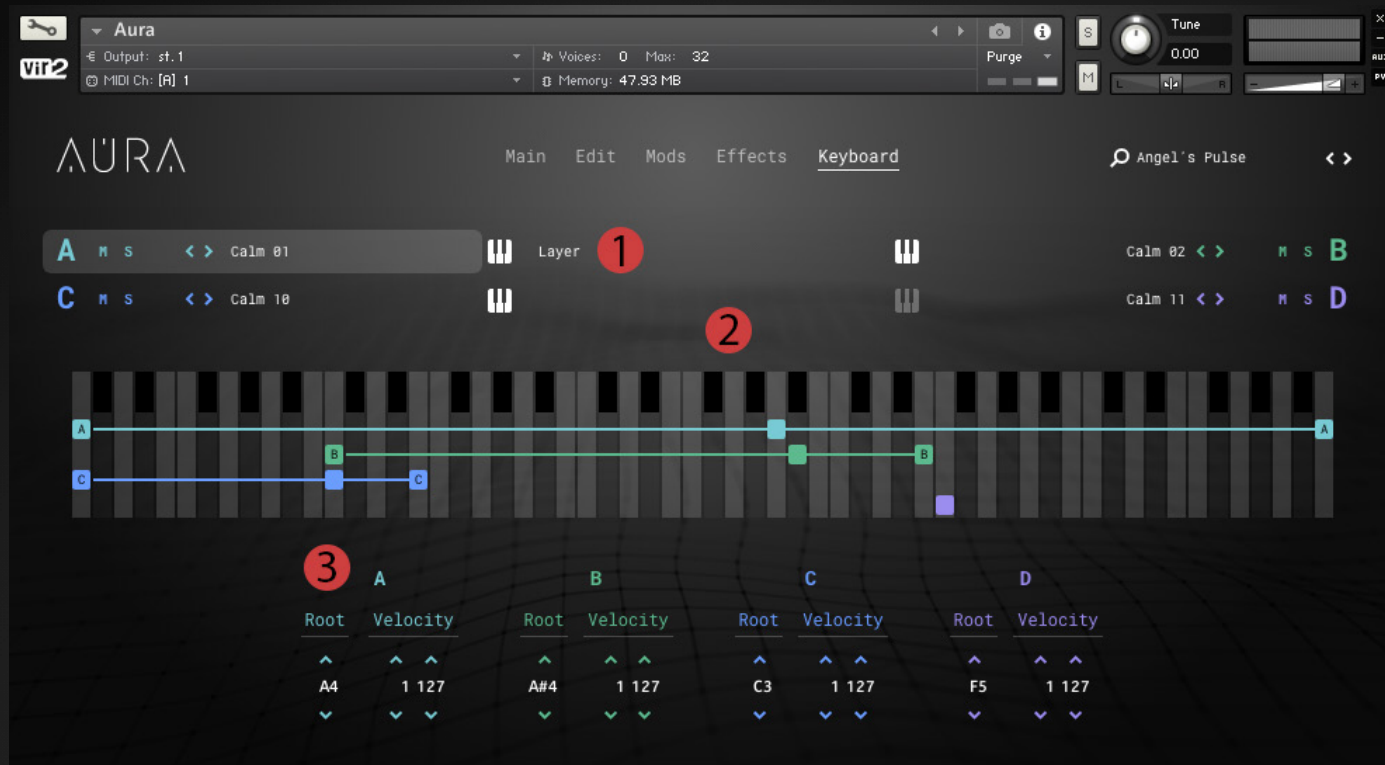 Aura
Output: st.1
Voices: 0 Max: 32
Purge
S
Tune
0.00
AUX
Vir2
MIDI Ch: [A] 1
Memory: 47.93 MB
M
L R
PV
AURA
Main Edit Mods Effects Keyboard
Angel's Pulse
A M S < > Calm 01
Layer 1
Calm 02 < > M S B
C M S < > Calm 10
Calm 11 < > M S D
2
A A
B B
C C
3
A B C D
Root Velocity Root Velocity Root Velocity Root Velocity
A4 1 127 A#4 1 127 C3 1 127 F5 1 127